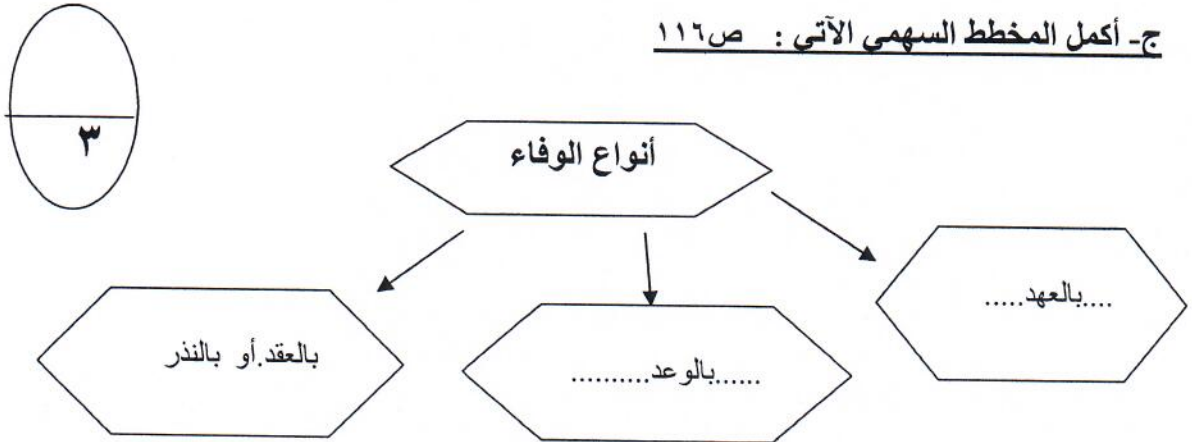 ج- أكمل المخطط السهمي الآتي : ص١١٦
٣
أنواع الوفاء
....بالعهد.....
......بالوعد..........
بالعقد.أو بالنذر